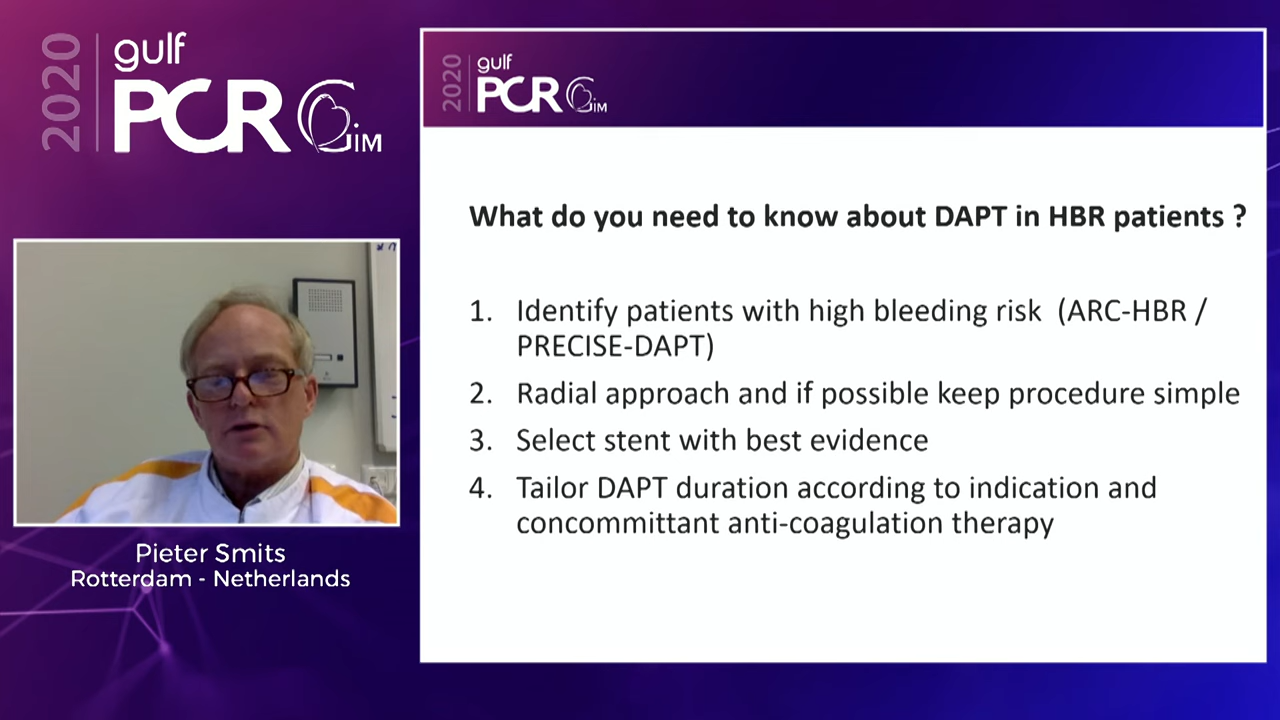 2020
gulf
PCR GIM
2020
gulf
PCR GIM
What do you need to know about DAPT in HBR patients ?
1. Identify patients with high bleeding risk (ARC-HBR /
PRECISE-DAPT)
2. Radial approach and if possible keep procedure simple
3. Select stent with best evidence
4. Tailor DAPT duration according to indication and
concommittant anti-coagulation therapy
Pieter Smits
Rotterdam - Netherlands